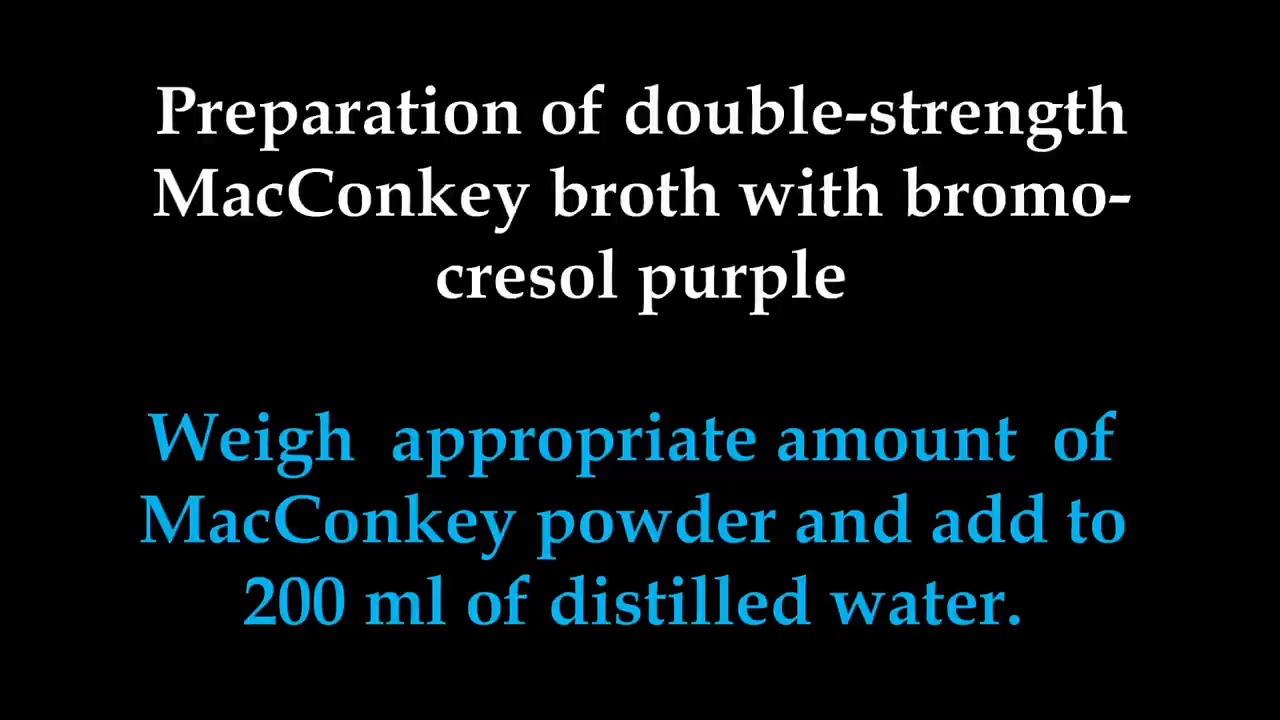 Preparation of double-strength
MacConkey broth with bromo-
cresol purple
Weigh appropriate amount of
MacConkey powder and add to
200 ml of distilled water.